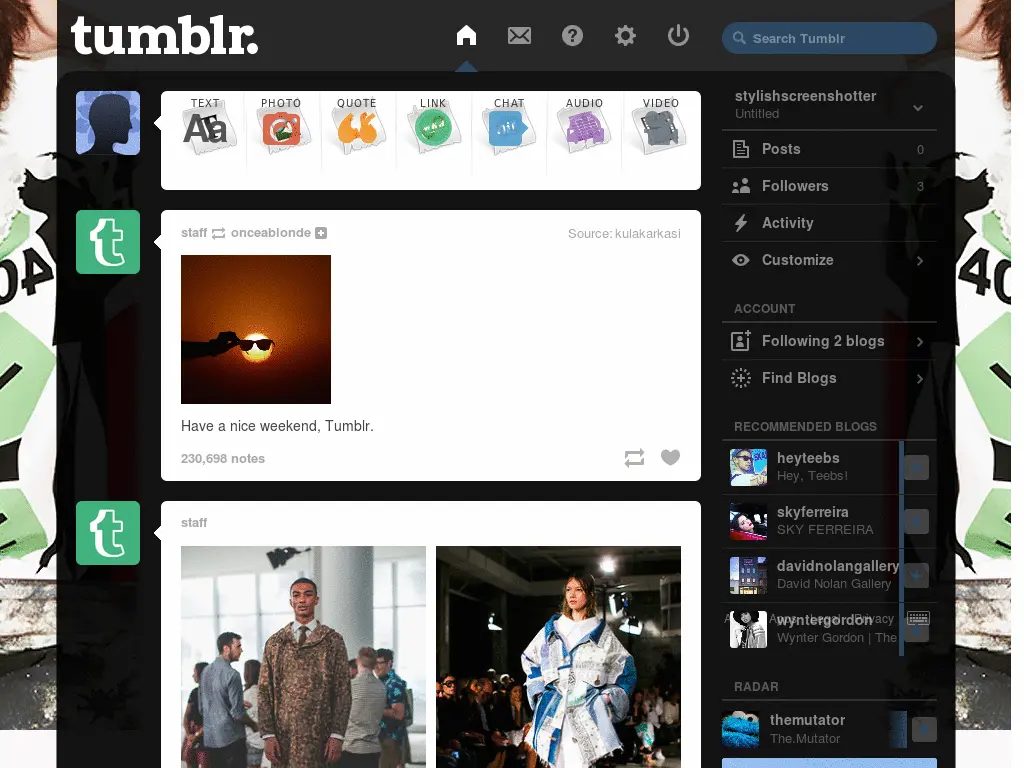 tumblr.
Search Tumblr
TEXT
PHOTO
QUOTE
LINK
CHAT
AUDIO
VIDEO
Aa
stylishscreenshotter
Untitled
Posts 0
Followers 3
Activity
Customize
ACCOUNT
Following 2 blogs
Find Blogs
staff onceablonde
Source: kulakarkasi
Have a nice weekend, Tumblr.
230,698 notes
RECOMMENDED BLOGS
heyteebs
Hey, Teebs!
skyferreira
SKY FERREIRA
davidnolangallery
David Nolan Gallery
wyntergordon
Wynter Gordon | The
Privacy
staff
RADAR
themutator
The.Mutator